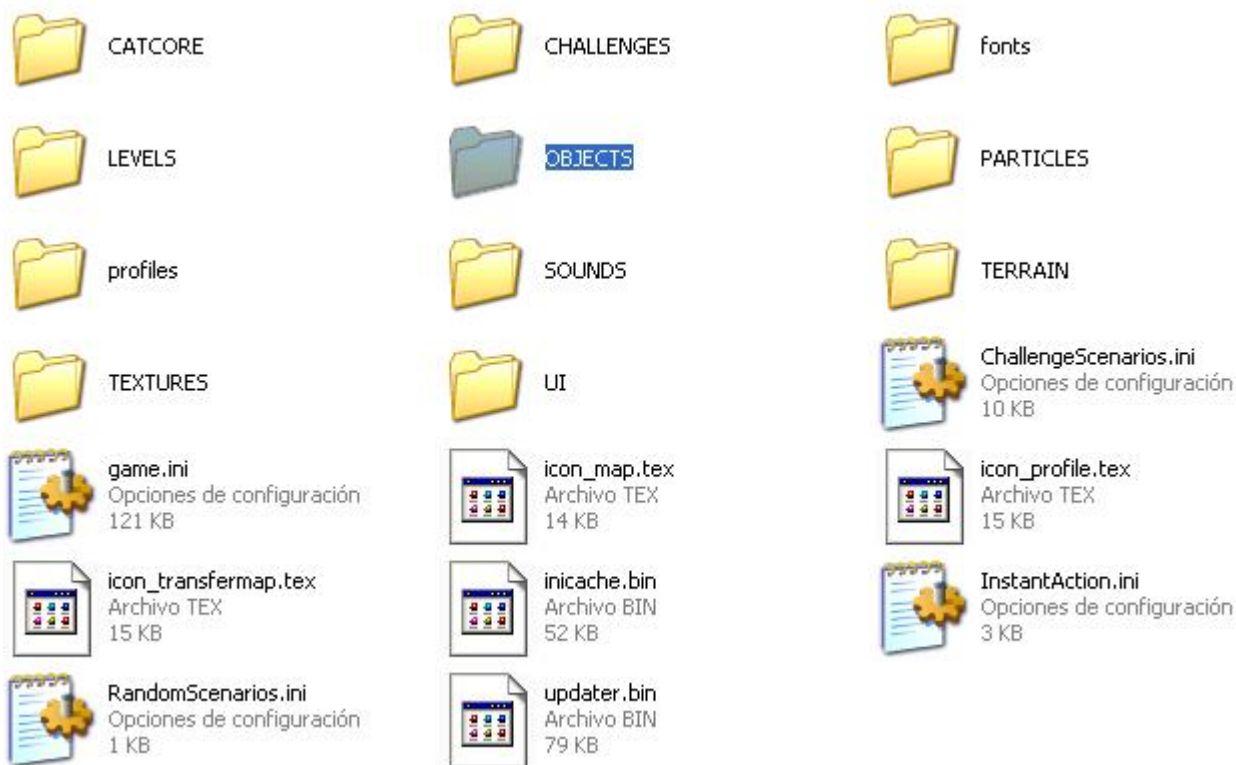 CATCORE
CHALLENGES
fonts
LEVELS
OBJECTS
PARTICLES
profiles
SOUNDS
TERRAIN
TEXTURES
UI
ChallengeScenarios.ini
Opciones de configuración
10 KB
game.ini
Opciones de configuración
121 KB
icon_map.tex
Archivo TEX
14 KB
icon_profile.tex
Archivo TEX
15 KB
icon_transfermap.tex
Archivo TEX
15 KB
inicache.bin
Archivo BIN
52 KB
InstantAction.ini
Opciones de configuración
3 KB
RandomScenarios.ini
Opciones de configuración
1 KB
updater.bin
Archivo BIN
79 KB